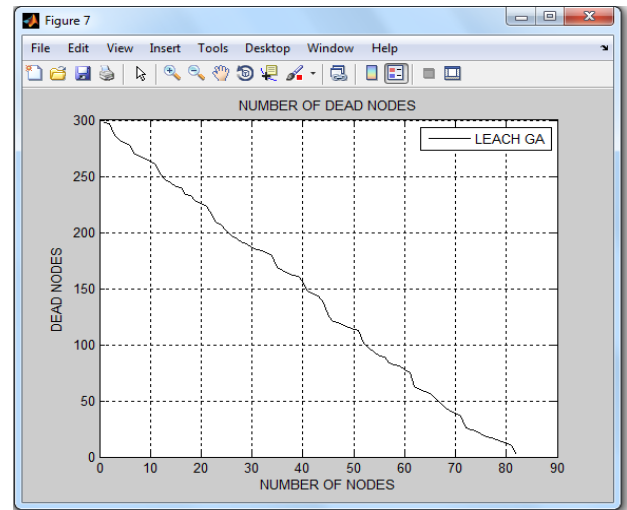 Figure 7
File Edit View Insert Tools Desktop Window Help
NUMBER OF DEAD NODES
LEACH GA
300
250
200
150
100
50
0
DEAD NODES
0 10 20 30 40 50 60 70 80 90
NUMBER OF NODES